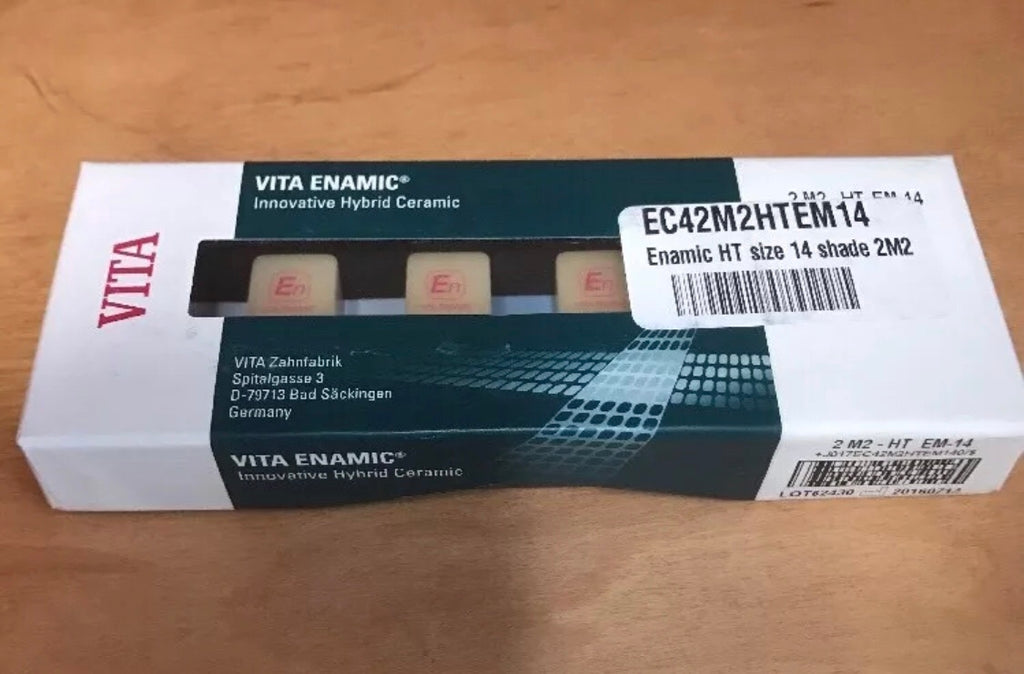 VITA
VITA ENAMIC®
Innovative Hybrid Ceramic
2 M2 - HT EM-14
EC42M2HTEM14
Enamic HT size 14 shade 2M2
En
En
En
VITA Zahnfabrik
Spitalgasse 3
D-79713 Bad Säckingen
Germany
VITA ENAMIC®
Innovative Hybrid Ceramic
2 M2 - HT EM-14
LOT62430